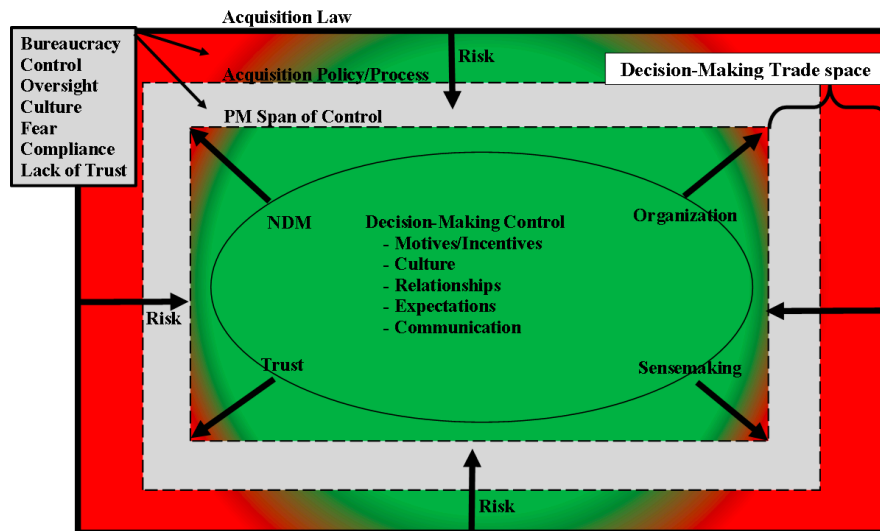 Acquisition Law
Bureaucracy
Control
Oversight
Culture
Fear
Compliance
Lack of Trust
Risk
Acquisition Policy/Process
Decision-Making Trade space
PM Span of Control
NDM
Organization
Decision-Making Control
- Motives/Incentives
- Culture
- Relationships
- Expectations
- Communication
Risk
Trust
Sensemaking
Risk